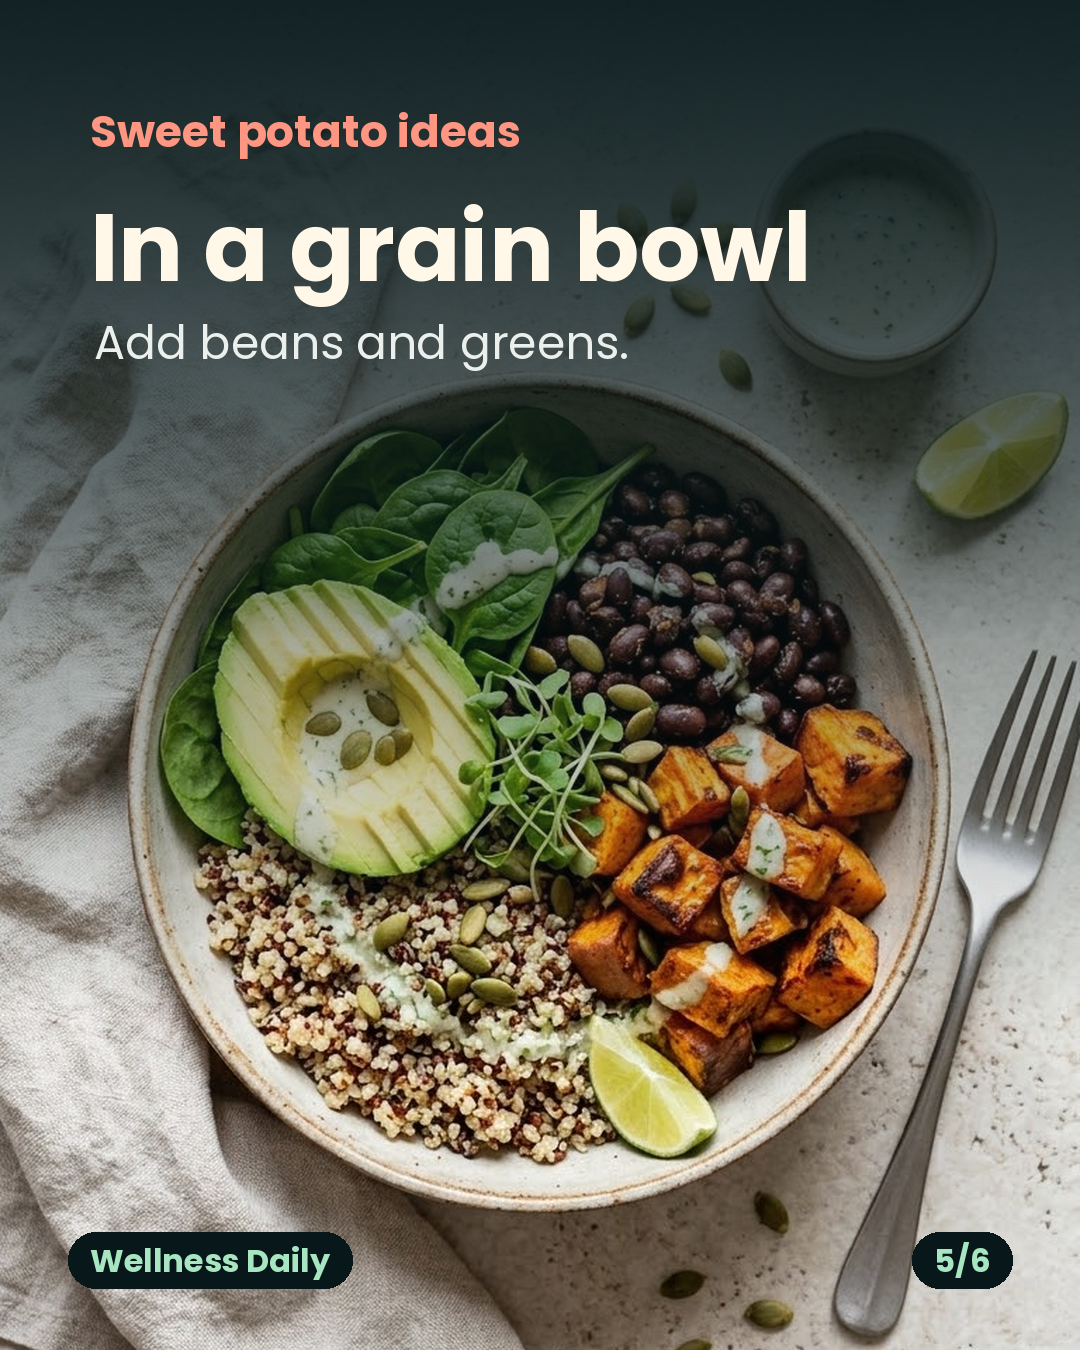 Sweet potato ideas
In a grain bowl
Add beans and greens.
Wellness Daily
5/6